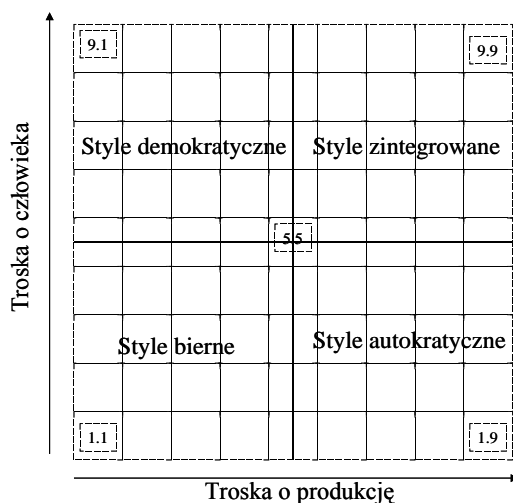 9.1
9.9
Style demokratyczne
Style zintegrowane
Troska o człowieka
5.5
Style bierne
Style autokratyczne
1.1
1.9
Troska o produkcję